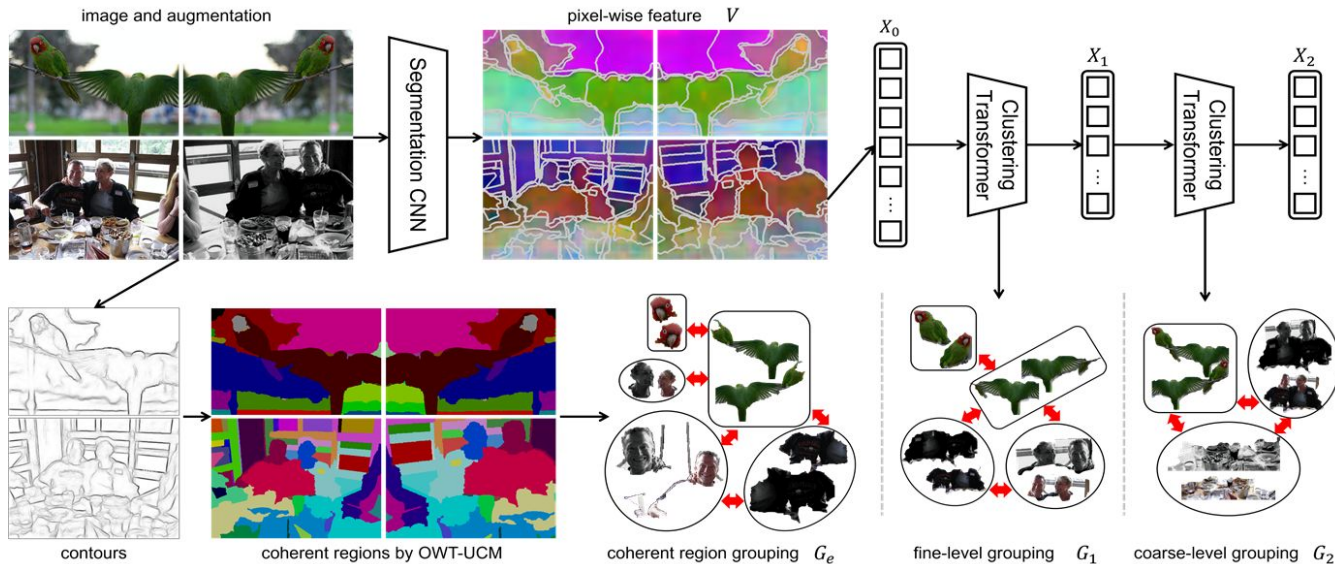 image and augmentation
pixel-wise feature V
X₀
X₁
X₂
Segmentation CNN
Clustering
Transformer
Clustering
Transformer
...
...
...
contours
coherent regions by OWT-UCM
coherent region grouping Gₑ
fine-level grouping G₁
coarse-level grouping G₂